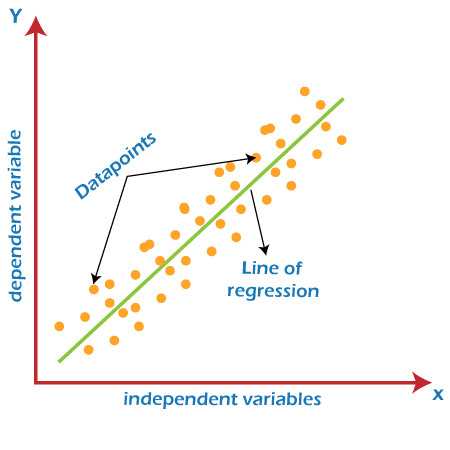 Y
dependent variable
Datapoints
Line of
regression
x
independent variables